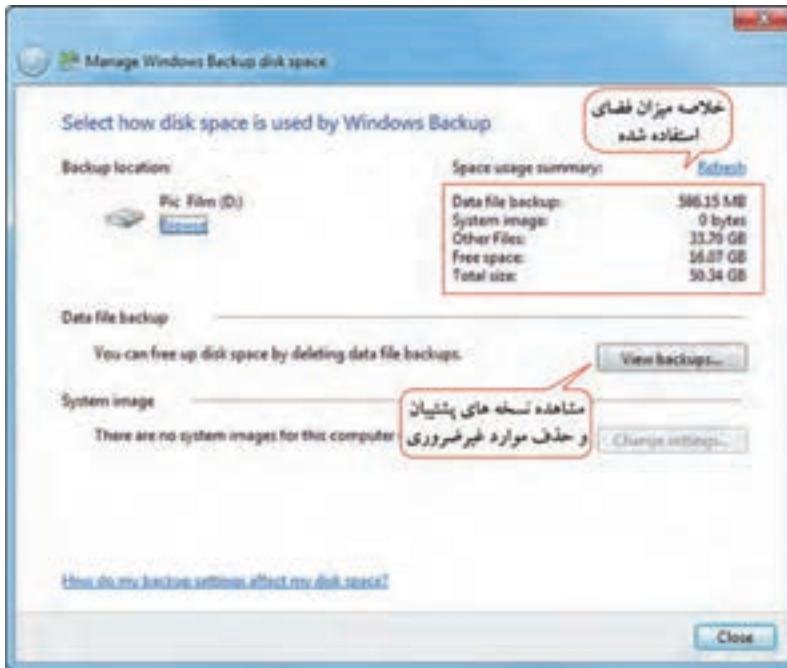 Manage Windows Backup disk space
Select how disk space is used by Windows Backup
خلاصه میزان فضای
استفاده شده
Backup location:
Pic Film (D:)
Browse
Space usage summary:
Refresh
Data file backup: 586.15 MB
System image: 0 bytes
Other Files: 33.70 GB
Free space: 16.07 GB
Total size: 50.34 GB
Data file backup
You can free up disk space by deleting data file backups.
View backups...
System image
مشاهده نسخه های پشتیبان
و حذف موارد غیرضروری
There are no system images for this computer
Change settings...
How do my backup settings affect my disk space?
Close